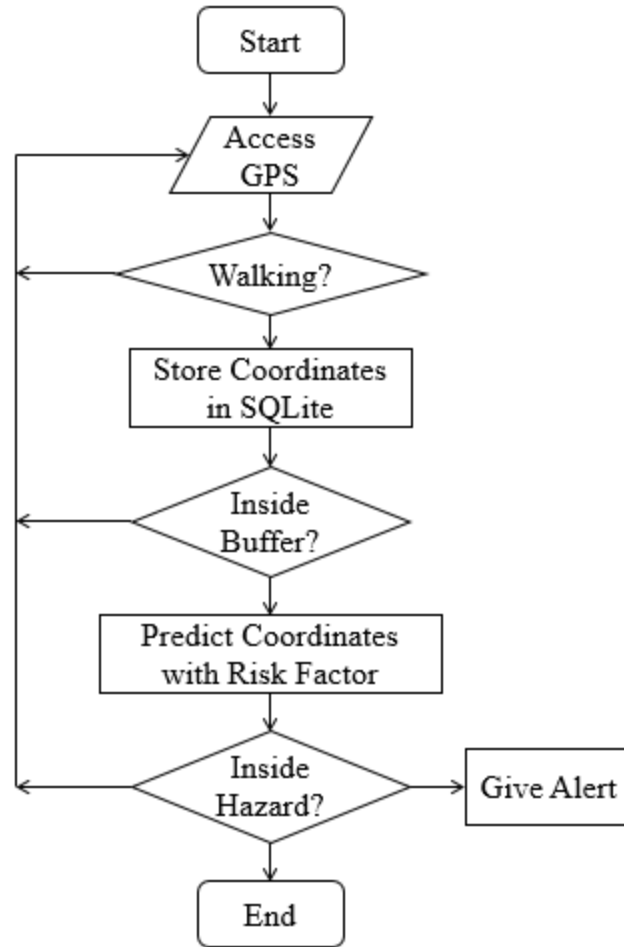 Start
Access
GPS
Walking?
Store Coordinates
in SQLite
Inside
Buffer?
Predict Coordinates
with Risk Factor
Inside
Hazard?
Give Alert
End